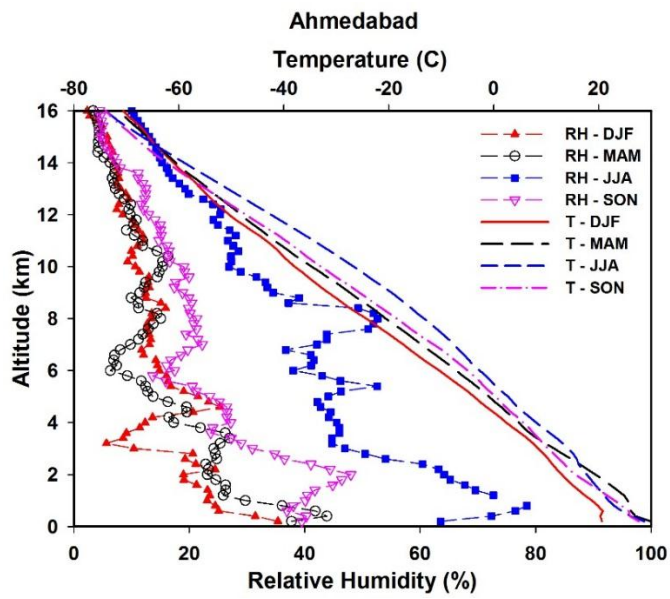 Ahmedabad
Temperature (C)
-80 -60 -40 -20 0 20
16
14
12
10
8
6
4
2
0
Altitude (km)
RH - DJF
RH - MAM
RH - JJA
RH - SON
T - DJF
T - MAM
T - JJA
T - SON
0 20 40 60 80 100
Relative Humidity (%)